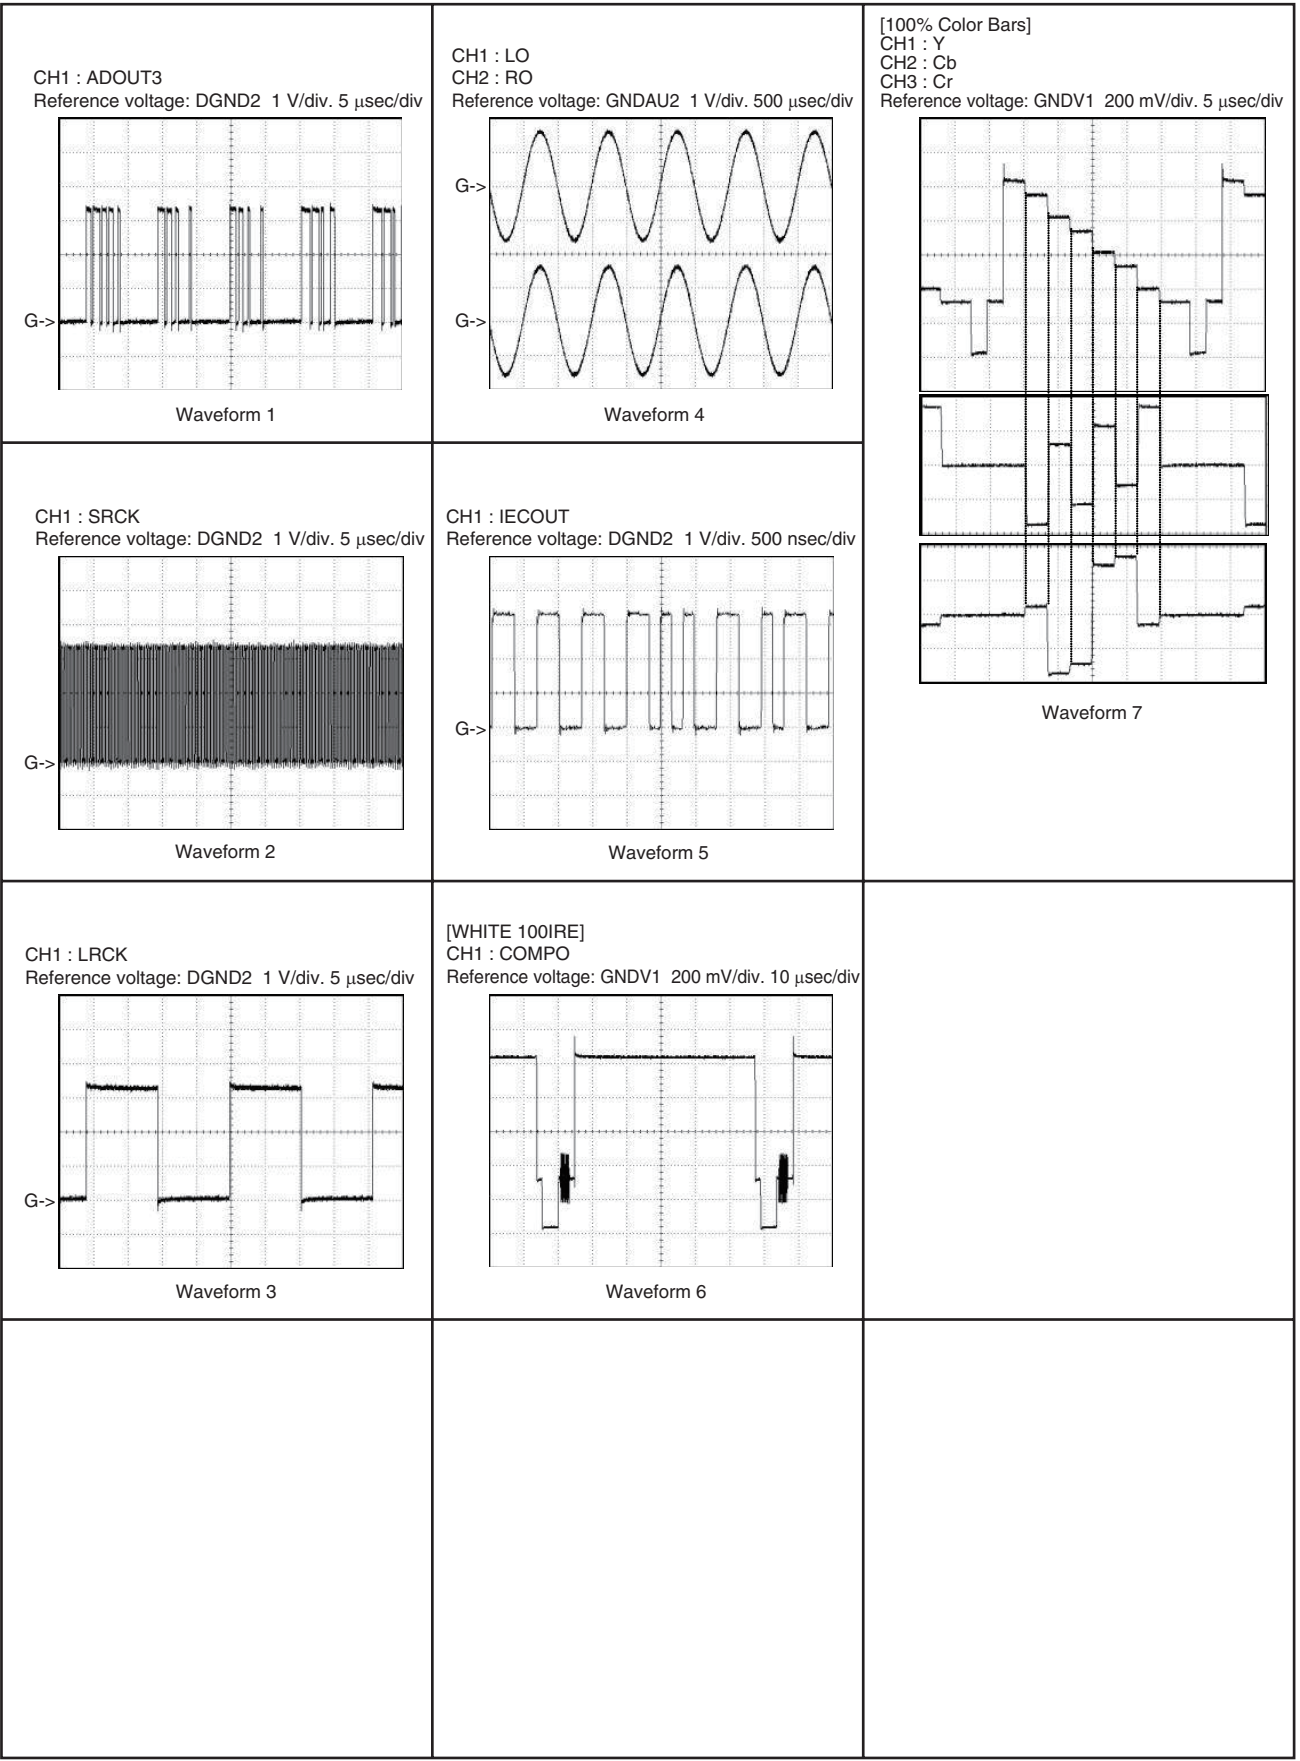 CH1 : ADOUT3
Reference voltage: DGND2 1 V/div. 5 μsec/div
G->
Waveform 1
CH1 : LO
CH2 : RO
Reference voltage: GNDAU2 1 V/div. 500 μsec/div
G->
G->
Waveform 4
[100% Color Bars]
CH1 : Y
CH2 : Cb
CH3 : Cr
Reference voltage: GNDV1 200 mV/div. 5 μsec/div
Waveform 7
CH1 : SRCK
Reference voltage: DGND2 1 V/div. 5 μsec/div
G->
Waveform 2
CH1 : IECOUT
Reference voltage: DGND2 1 V/div. 500 nsec/div
G->
Waveform 5
CH1 : LRCK
Reference voltage: DGND2 1 V/div. 5 μsec/div
G->
Waveform 3
[WHITE 100IRE]
CH1 : COMPO
Reference voltage: GNDV1 200 mV/div. 10 μsec/div
Waveform 6